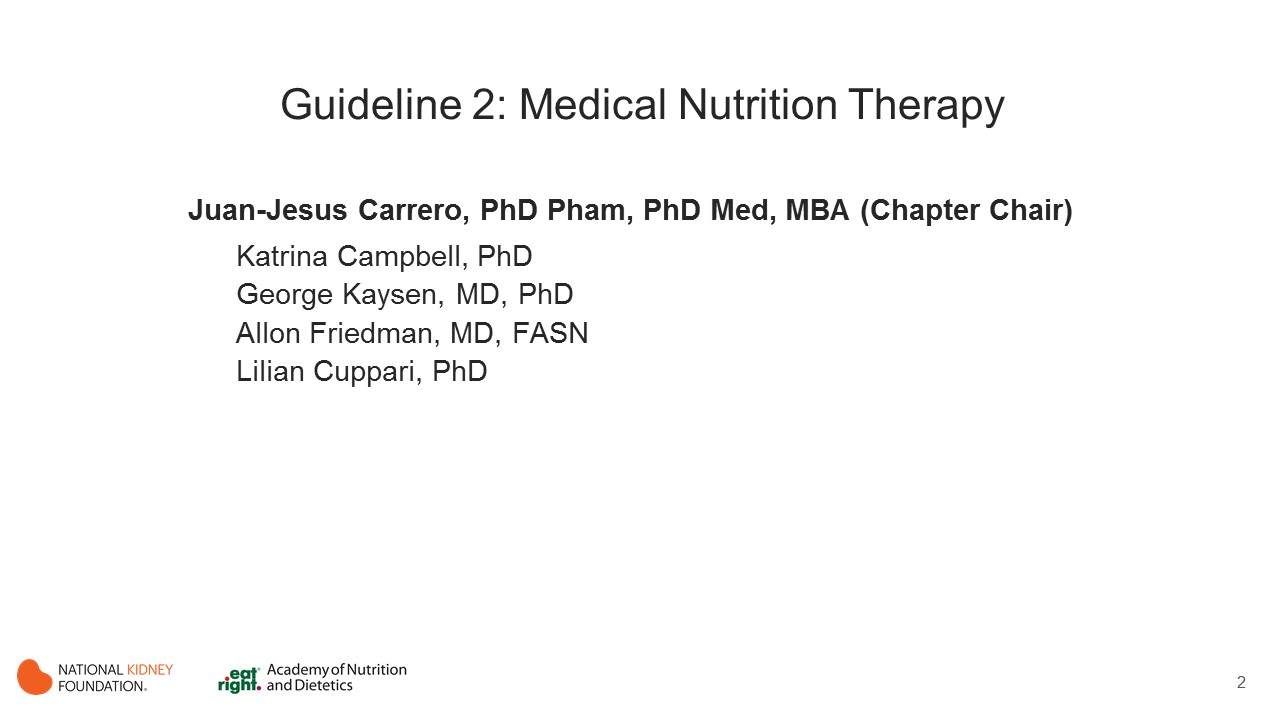 Guideline 2: Medical Nutrition Therapy
Juan-Jesus Carrero, PhD Pham, PhD Med, MBA (Chapter Chair)
Katrina Campbell, PhD
George Kaysen, MD, PhD
Allon Friedman, MD, FASN
Lilian Cuppari, PhD
NATIONAL KIDNEY
FOUNDATION®
eat®
right.
Academy of Nutrition
and Dietetics
2